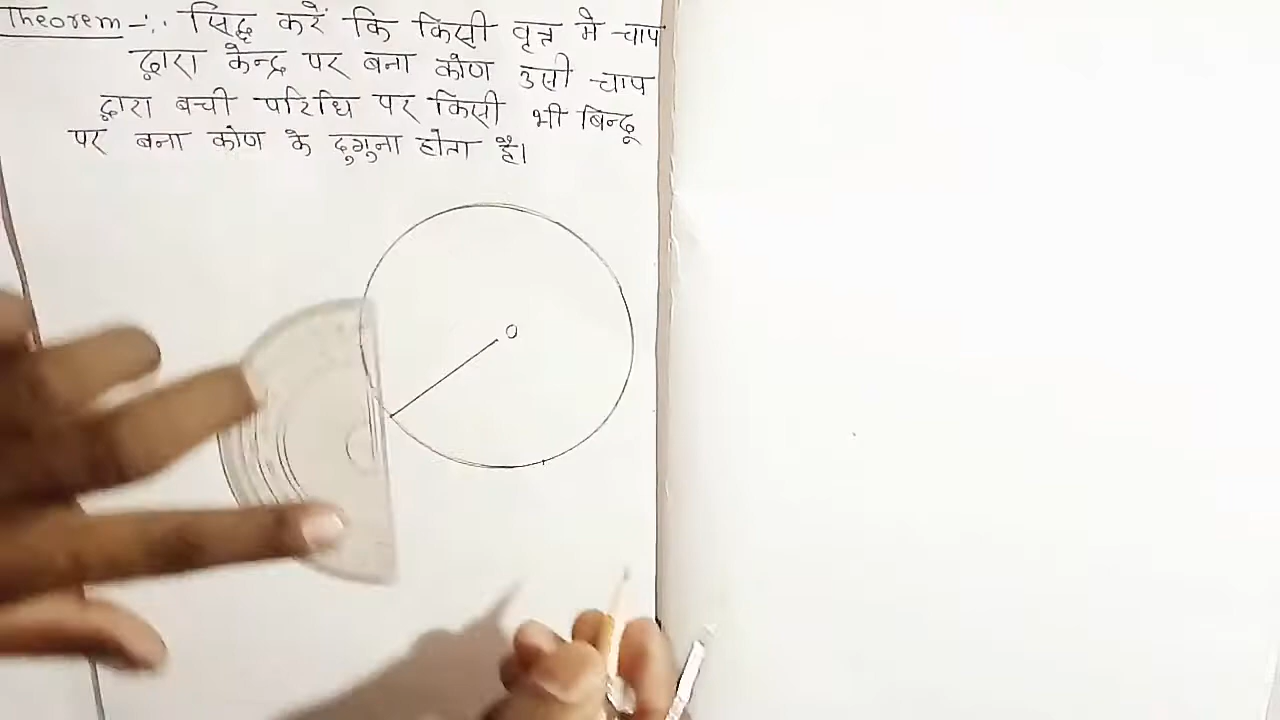 Theorem -:. सिद्ध करें कि किसी वृत्त मे चाप
द्वारा केन्द्र पर बना कोण उसी चाप
द्वारा बची परिधि पर किसी भी बिन्दू
पर बना कोण के दुगुना होता है।
O